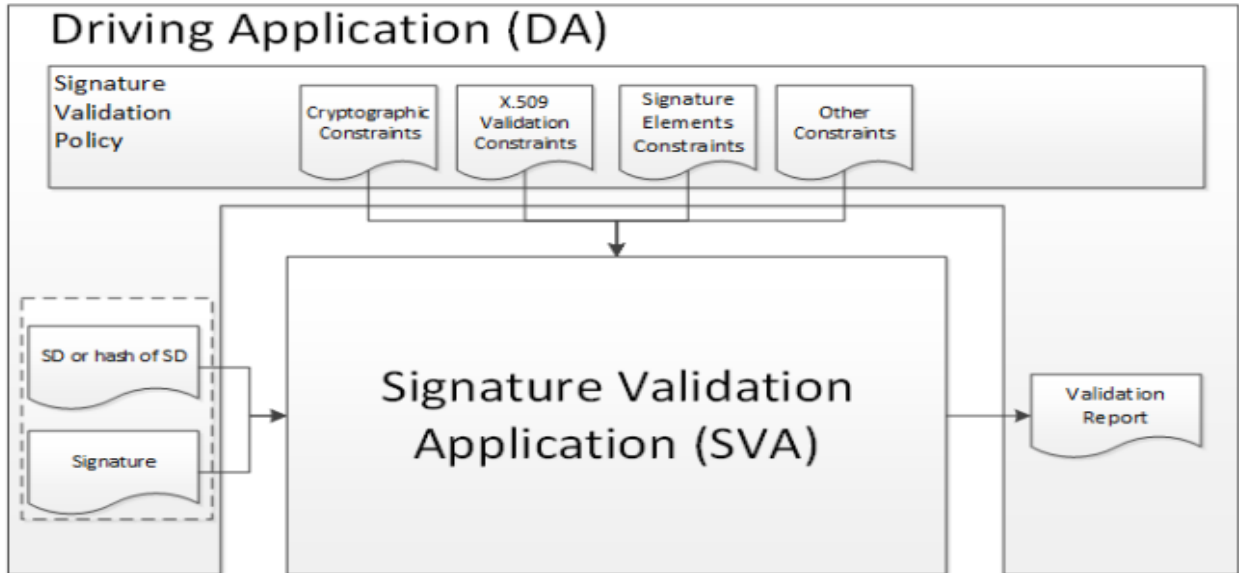 Driving Application (DA)
Signature
Validation
Policy
Cryptographic
Constraints
X.509
Validation
Constraints
Signature
Elements
Constraints
Other
Constraints
SD or hash of SD
Signature
Signature Validation
Application (SVA)
Validation
Report